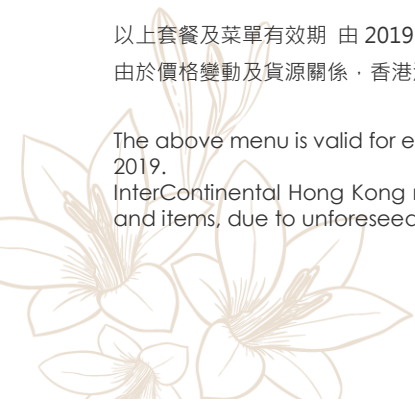 以上套餐及菜單有效期 由 2019
由於價格變動及貨源關係，香港
The above menu is valid for e
2019.
InterContinental Hong Kong
and items, due to unforeseed